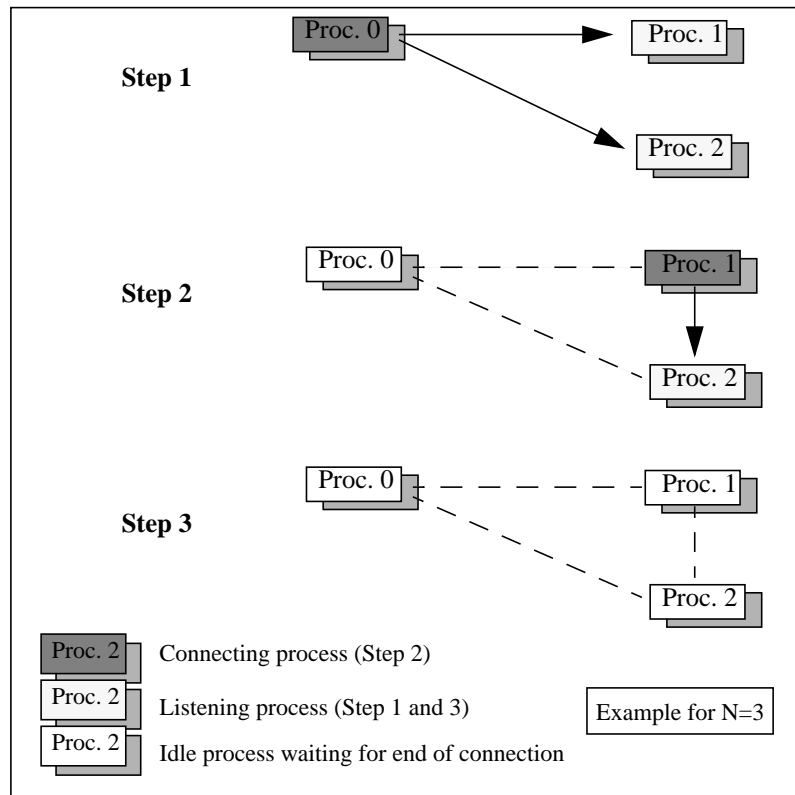 Proc. 0
Proc. 1
Step 1
Proc. 2
Proc. 0
Proc. 1
Step 2
Proc. 2
Proc. 0
Proc. 1
Step 3
Proc. 2
Proc. 2 Connecting process (Step 2)
Proc. 2 Listening process (Step 1 and 3)
Example for N=3
Proc. 2 Idle process waiting for end of connection